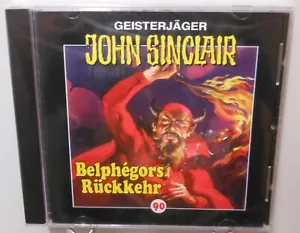 GEISTERJÄGER
JOHN SINCLAIR
Belphégors
Rückkehr
90